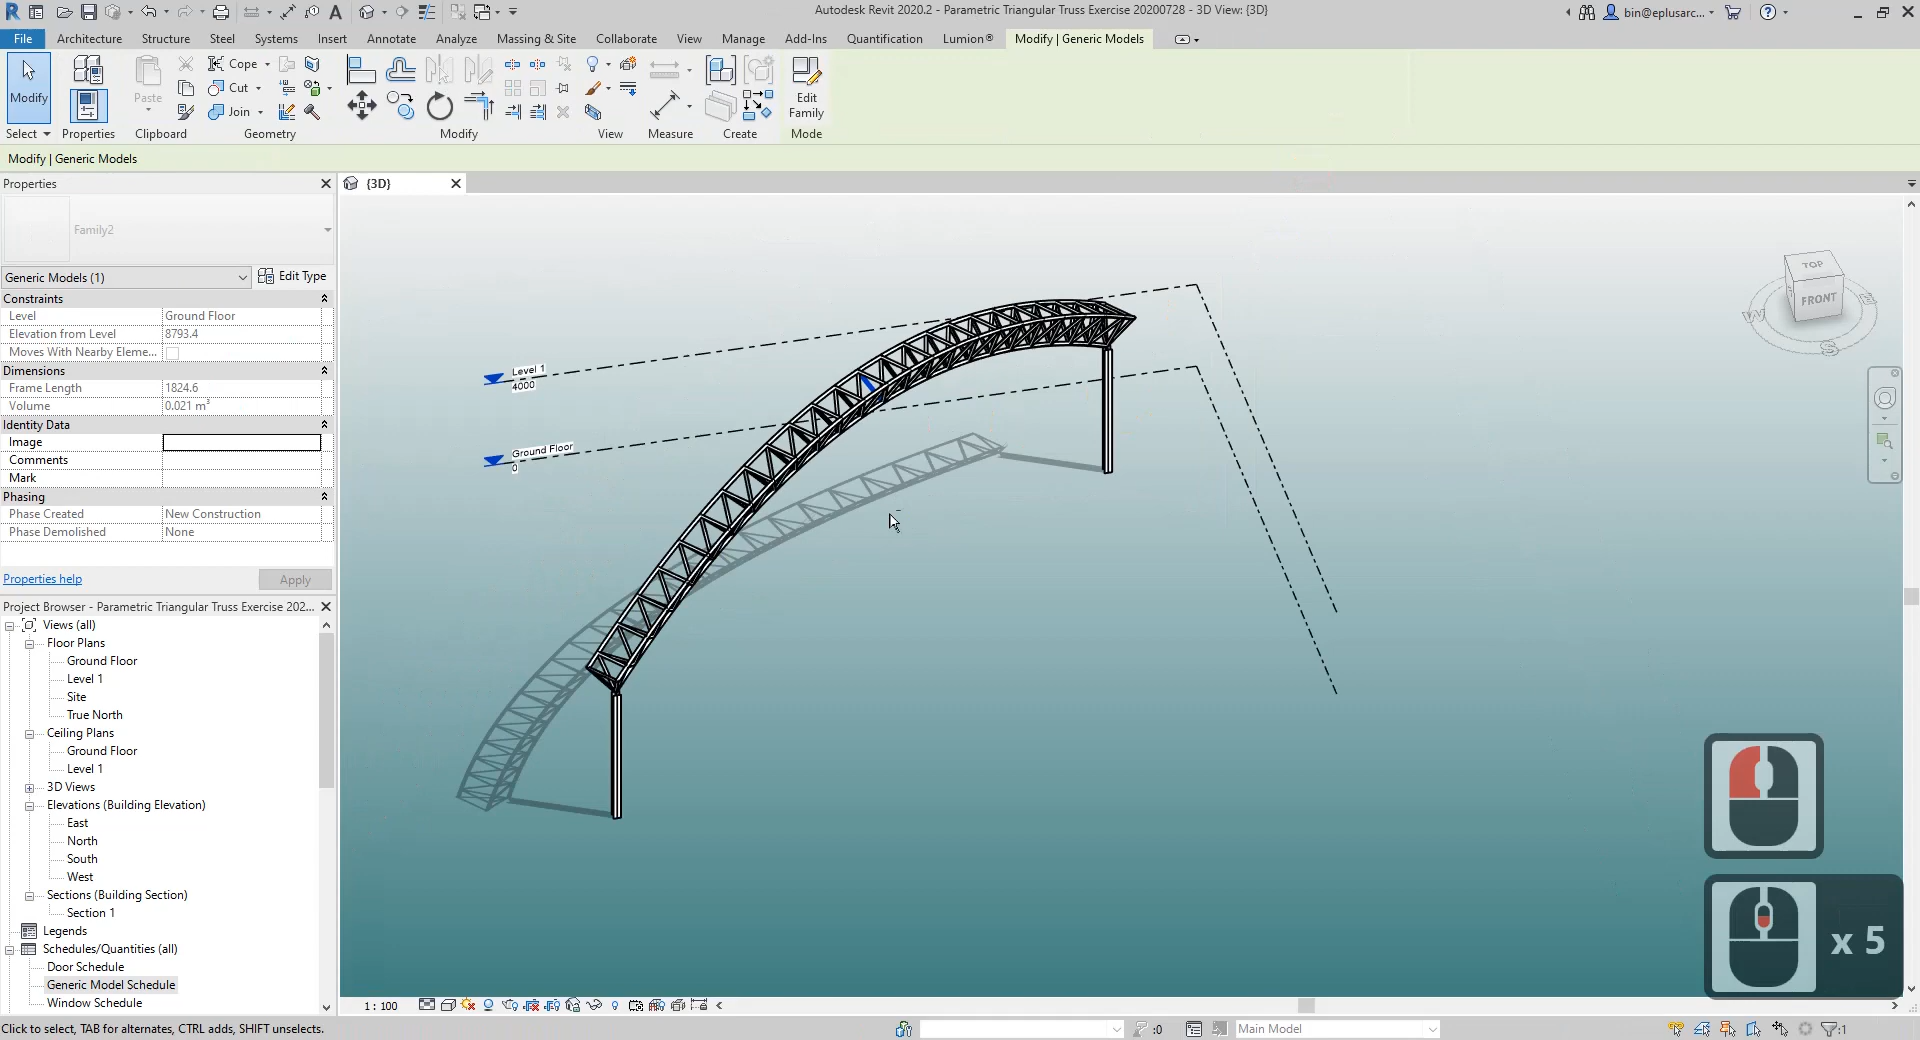 Autodesk Revit 2020.2 - Parametric Triangular Truss Exercise 20200728 - 3D View: {3D}
bin@eplusarc...
File Architecture Structure Steel Systems Insert Annotate Analyze Massing & Site Collaborate View Manage Add-Ins Quantification Lumion® Modify | Generic Models
Modify
Paste
Cope
Cut
Join
Edit
Family
Select Properties Clipboard Geometry Modify View Measure Create Mode
Modify | Generic Models
Properties
{3D}
Family2
Generic Models (1)
Edit Type
Constraints
Level Ground Floor
Elevation from Level 8793.4
Moves With Nearby Eleme...
Dimensions
Frame Length 1824.6
Volume 0.021 m³
Identity Data
Image
Comments
Mark
Phasing
Phase Created New Construction
Phase Demolished None
Properties help
Apply
Project Browser - Parametric Triangular Truss Exercise 202...
Views (all)
Floor Plans
Ground Floor
Level 1
Site
True North
Ceiling Plans
Ground Floor
Level 1
3D Views
Elevations (Building Elevation)
East
North
South
West
Sections (Building Section)
Section 1
Legends
Schedules/Quantities (all)
Door Schedule
Generic Model Schedule
Window Schedule
Level 1
4000
Ground Floor
0
TOP
FRONT
W
S
E
x 5
1 : 100
Click to select, TAB for alternates, CTRL adds, SHIFT unselects.
:0
Main Model
:1